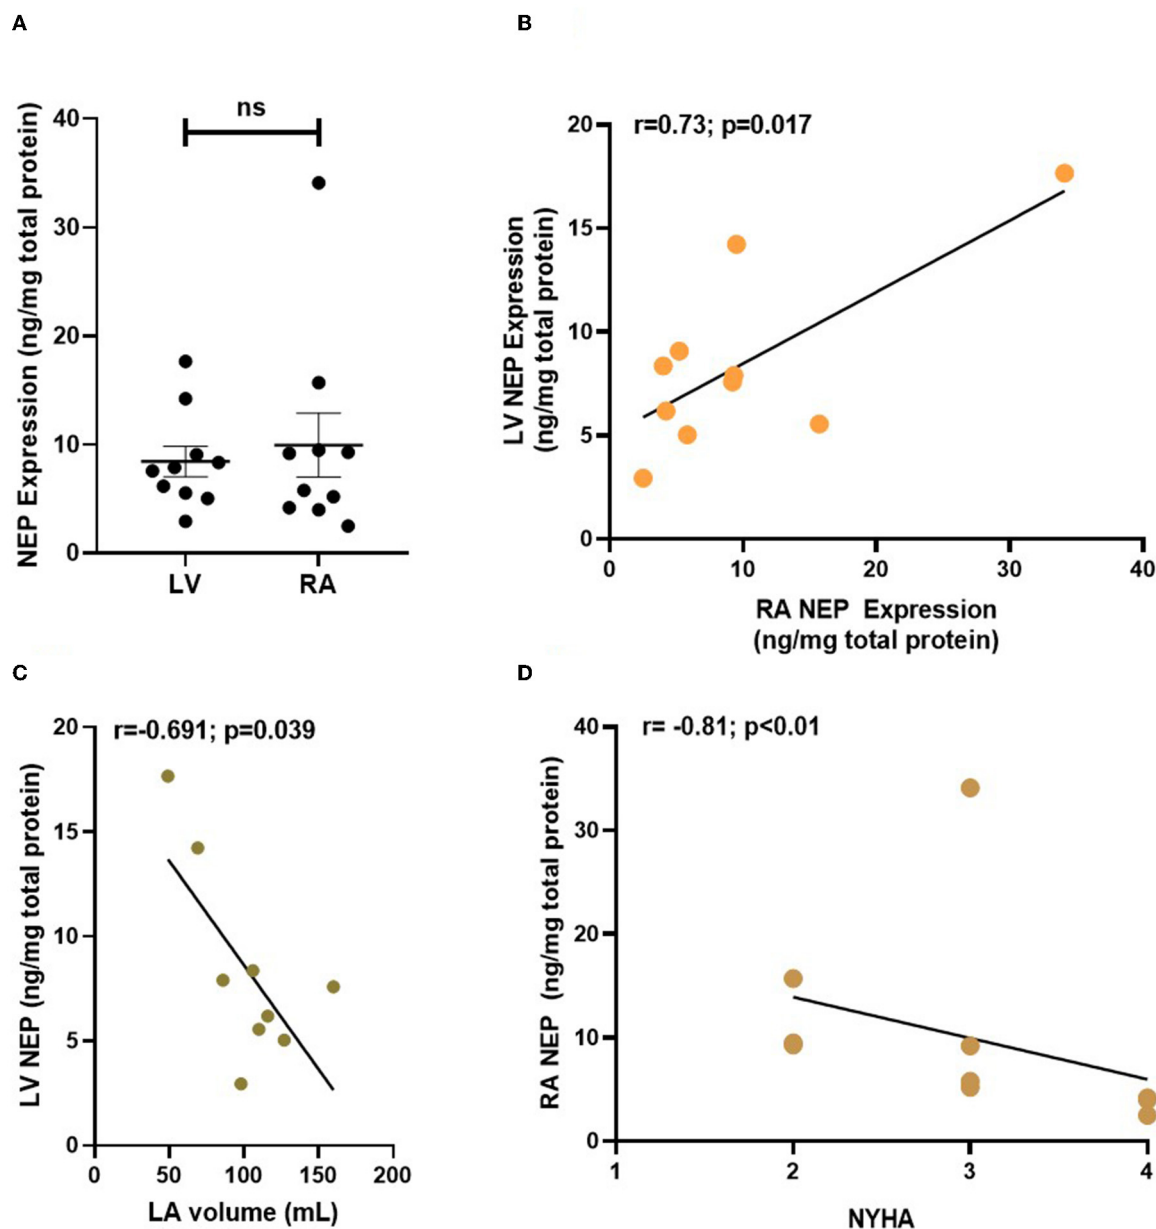 A
NEP Expression (ng/mg total protein)
40
30
20
10
0
ns
LV
RA
B
LV NEP Expression
(ng/mg total protein)
20
15
10
5
0
r=0.73; p=0.017
0
10
20
30
40
RA NEP Expression
(ng/mg total protein)
C
LV NEP (ng/mg total protein)
20
15
10
5
0
r=-0.691; p=0.039
0
50
100
150
200
LA volume (mL)
D
RA NEP (ng/mg total protein)
40
30
20
10
0
r= -0.81; p<0.01
1
2
3
4
NYHA